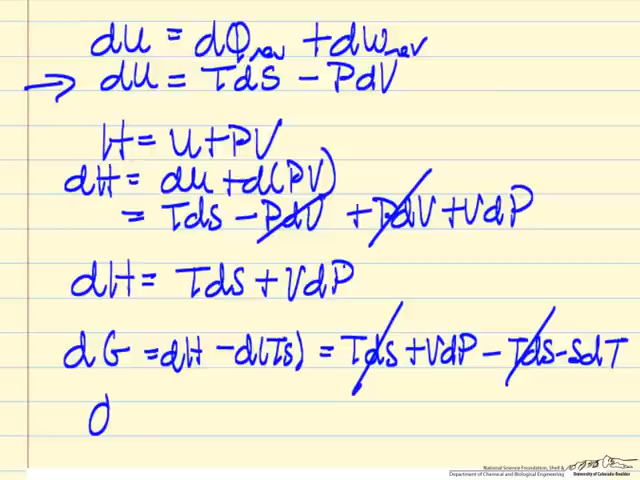 dU = dQrev + dWrev
→ dU = TdS - PdV
H = U + PV
dH = dU + d(PV)
= TdS - PdV + PdV + VdP
dH = TdS + VdP
dG = dH - d(TS) = TdS + VdP - TdS - SdT
d
National Science Foundation, Shell &
Department of Chemical and Biological Engineering University of Colorado-Boulder